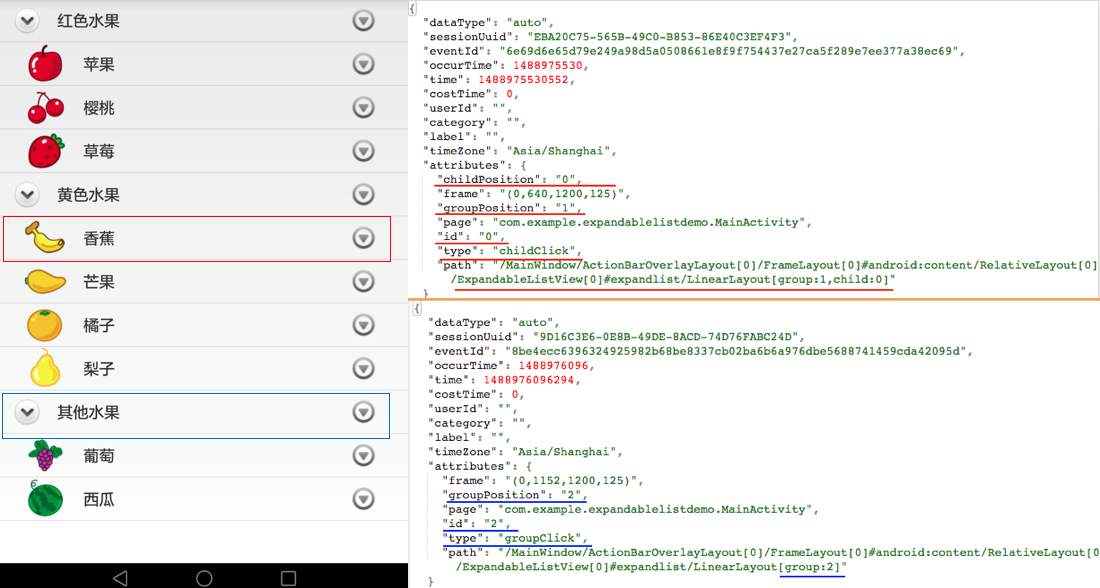 红色水果
苹果
樱桃
草莓
黄色水果
香蕉
芒果
橘子
梨子
其他水果
葡萄
西瓜
{
"dataType": "auto",
"sessionUuid": "EBA20C75-565B-49C0-B853-86E40C3EF4F3",
"eventId": "6e69d6e65d79e249a98d5a0508661e8f9f754437e27ca5f289e7ee377a38ec69",
"occurTime": 1488975530,
"time": 1488975530552,
"costTime": 0,
"userId": "",
"category": "",
"label": "",
"timeZone": "Asia/Shanghai",
"attributes": {
"childPosition": "0",
"frame": "(0,640,1200,125)",
"groupPosition": "1",
"page": "com.example.expandablelistdemo.MainActivity",
"id": "0",
"type": "childClick",
"path": "/MainWindow/ActionBarOverlayLayout[0]/FrameLayout[0]#android:content/RelativeLayout[0]
/ExpandableListView[0]#expandlist/LinearLayout[group:1,child:0]"
}
{
"dataType": "auto",
"sessionUuid": "9D16C3E6-0E8B-49DE-8ACD-74D76FABC24D",
"eventId": "8be4ecc6396324925982b68be8337cb02ba6b6a976dbe5688741459cda42095d",
"occurTime": 1488976096,
"time": 1488976096294,
"costTime": 0,
"userId": "",
"category": "",
"label": "",
"timeZone": "Asia/Shanghai",
"attributes": {
"frame": "(0,1152,1200,125)",
"groupPosition": "2",
"page": "com.example.expandablelistdemo.MainActivity",
"id": "2",
"type": "groupClick",
"path": "/MainWindow/ActionBarOverlayLayout[0]/FrameLayout[0]#android:content/RelativeLayout[0
/ExpandableListView[0]#expandlist/LinearLayout[group:2]"
}